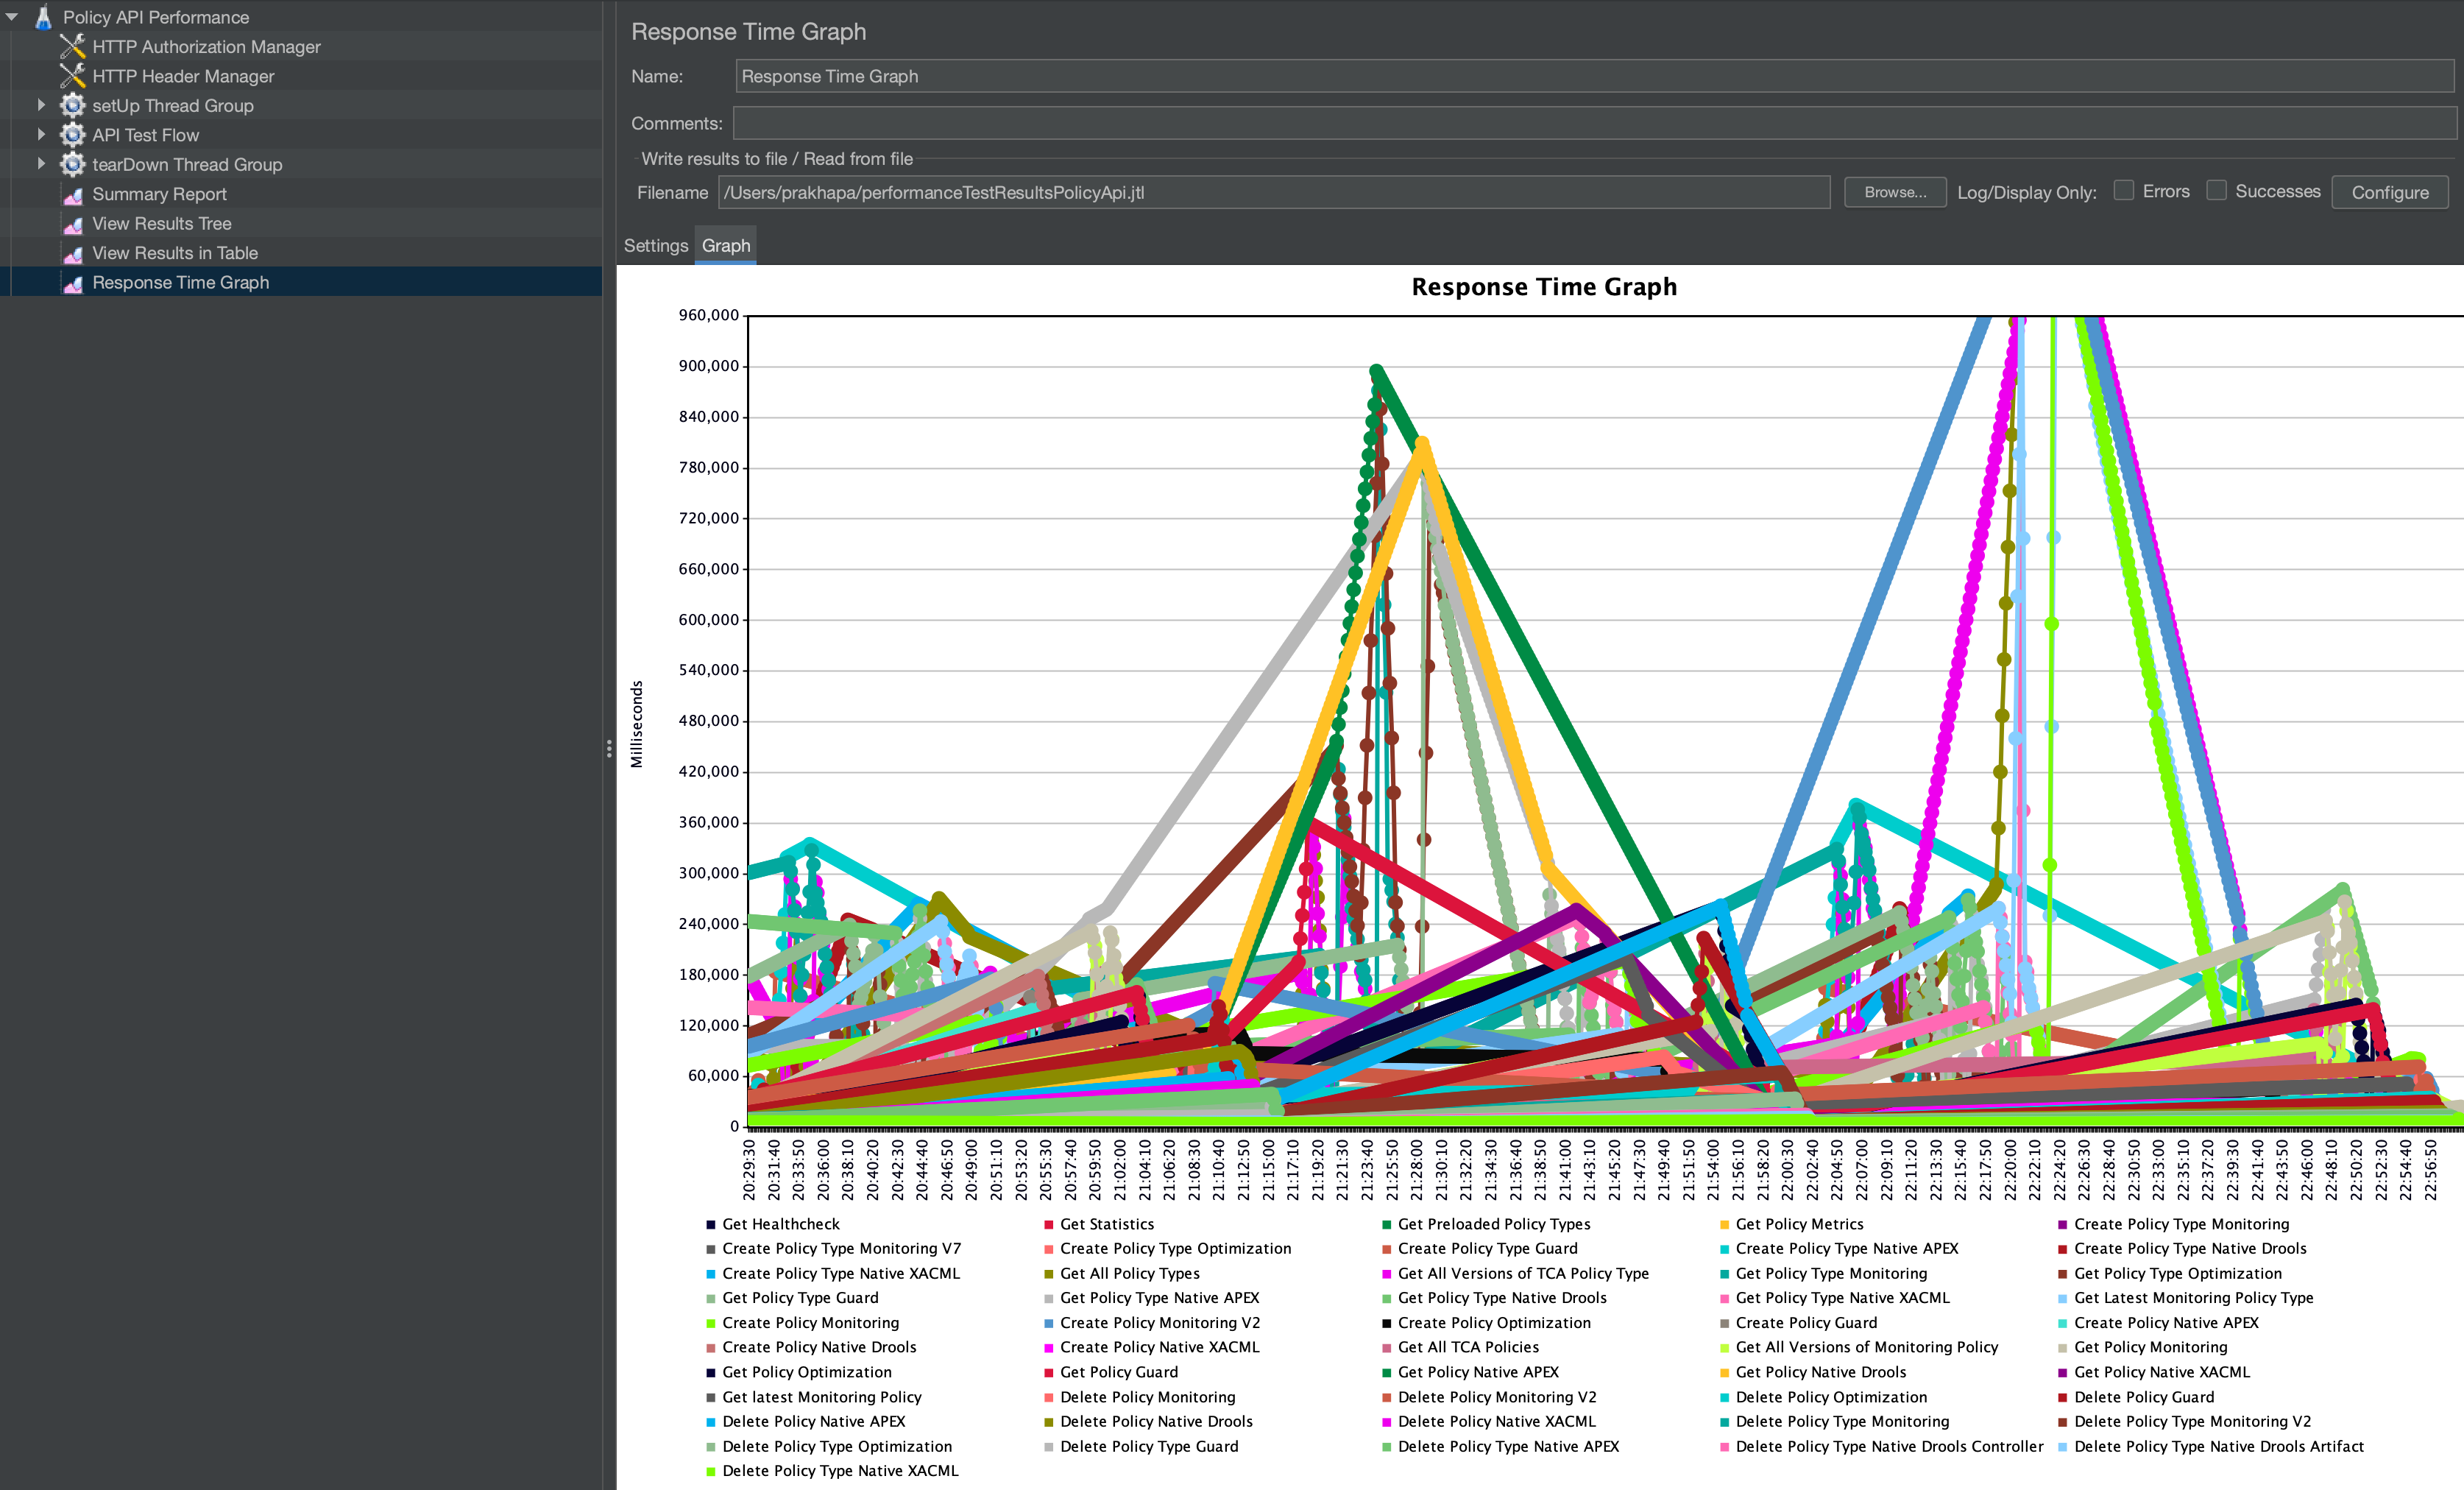 Policy API Performance
HTTP Authorization Manager
HTTP Header Manager
setUp Thread Group
API Test Flow
tearDown Thread Group
Summary Report
View Results Tree
View Results in Table
Response Time Graph
Response Time Graph
Name: Response Time Graph
Comments:
Write results to file / Read from file
Filename /Users/prakhapa/performanceTestResultsPolicyApi.jtl Browse... Log/Display Only: Errors Successes Configure
Settings Graph
Response Time Graph
Milliseconds
960,000
900,000
840,000
780,000
720,000
660,000
600,000
540,000
480,000
420,000
360,000
300,000
240,000
180,000
120,000
60,000
0
20:29:30 20:31:40 20:33:50 20:36:00 20:38:10 20:40:20 20:42:30 20:44:40 20:46:50 20:49:00 20:51:10 20:53:20 20:55:30 20:57:40 20:59:50 21:02:00 21:04:10 21:06:20 21:08:30 21:10:40 21:12:50 21:15:00 21:17:10 21:19:20 21:21:30 21:23:40 21:25:50 21:28:00 21:30:10 21:32:20 21:34:30 21:36:40 21:38:50 21:41:00 21:43:10 21:45:20 21:47:30 21:49:40 21:51:50 21:54:00 21:56:10 21:58:20 22:00:30 22:02:40 22:04:50 22:07:00 22:09:10 22:11:20 22:13:30 22:15:40 22:17:50 22:20:00 22:22:10 22:24:20 22:26:30 22:28:40 22:30:50 22:33:00 22:35:10 22:37:20 22:39:30 22:41:40 22:43:50 22:46:00 22:48:10 22:50:20 22:52:30 22:54:40 22:56:50
Get Healthcheck Get Statistics Get Preloaded Policy Types Get Policy Metrics Create Policy Type Monitoring
Create Policy Type Monitoring V7 Create Policy Type Optimization Create Policy Type Guard Create Policy Type Native APEX Create Policy Type Native Drools
Create Policy Type Native XACML Get All Policy Types Get All Versions of TCA Policy Type Get Policy Type Monitoring Get Policy Type Optimization
Get Policy Type Guard Get Policy Type Native APEX Get Policy Type Native Drools Get Policy Type Native XACML Get Latest Monitoring Policy Type
Create Policy Monitoring Create Policy Monitoring V2 Create Policy Optimization Create Policy Guard Create Policy Native APEX
Create Policy Native Drools Create Policy Native XACML Get All TCA Policies Get All Versions of Monitoring Policy Get Policy Monitoring
Get Policy Optimization Get Policy Guard Get Policy Native APEX Get Policy Native Drools Get Policy Native XACML
Get latest Monitoring Policy Delete Policy Monitoring Delete Policy Monitoring V2 Delete Policy Optimization Delete Policy Guard
Delete Policy Native APEX Delete Policy Native Drools Delete Policy Native XACML Delete Policy Type Monitoring Delete Policy Type Monitoring V2
Delete Policy Type Optimization Delete Policy Type Guard Delete Policy Type Native APEX Delete Policy Type Native Drools Controller Delete Policy Type Native Drools Artifact
Delete Policy Type Native XACML